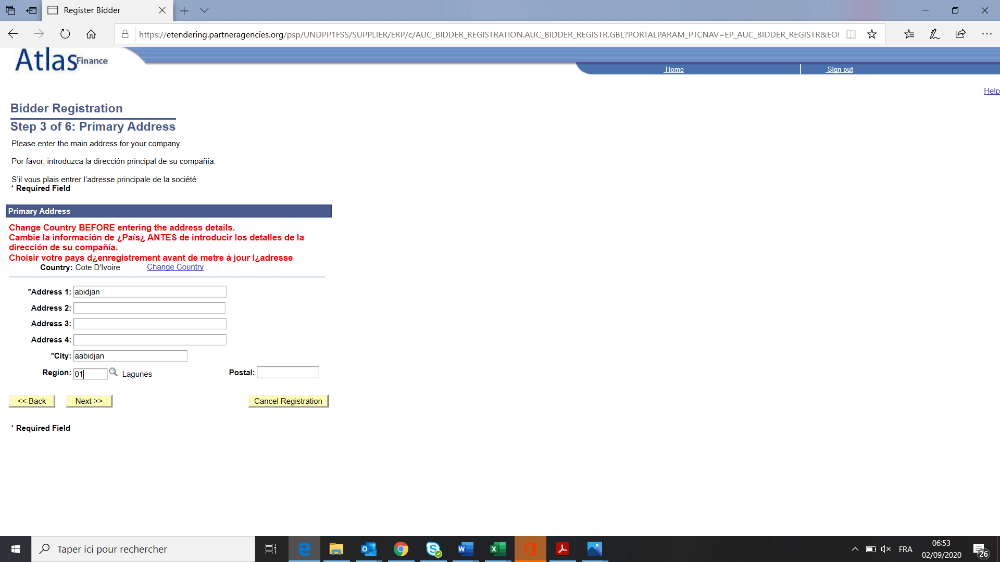 Register Bidder
https://etendering.partneragencies.org/psp/UNDPP1FSS/SUPPLIER/ERP/c/AUC_BIDDER_REGISTRATION.AUC_BIDDER_REGISTR.GBL?PORTALPARAM_PTCNAV=EP_AUC_BIDDER_REGISTR&EOI
Atlas Finance
Home
Sign out
Help
Bidder Registration
Step 3 of 6: Primary Address
Please enter the main address for your company.
Por favor, introduzca la dirección principal de su compañía.
S'il vous plais entrer l'adresse principale de la société
* Required Field
Primary Address
Change Country BEFORE entering the address details.
Cambie la información de ¿País¿ ANTES de introducir los detalles de la
dirección de su compañía.
Choisir votre pays d¿enregistrement avant de metre à jour l¿adresse
Country: Cote D'Ivoire Change Country
*Address 1: abidjan
Address 2:
Address 3:
Address 4:
*City: aabidjan
Region: 01 Lagunes Postal:
<< Back Next >> Cancel Registration
* Required Field
Taper ici pour rechercher
FRA
06:53
02/09/2020
26